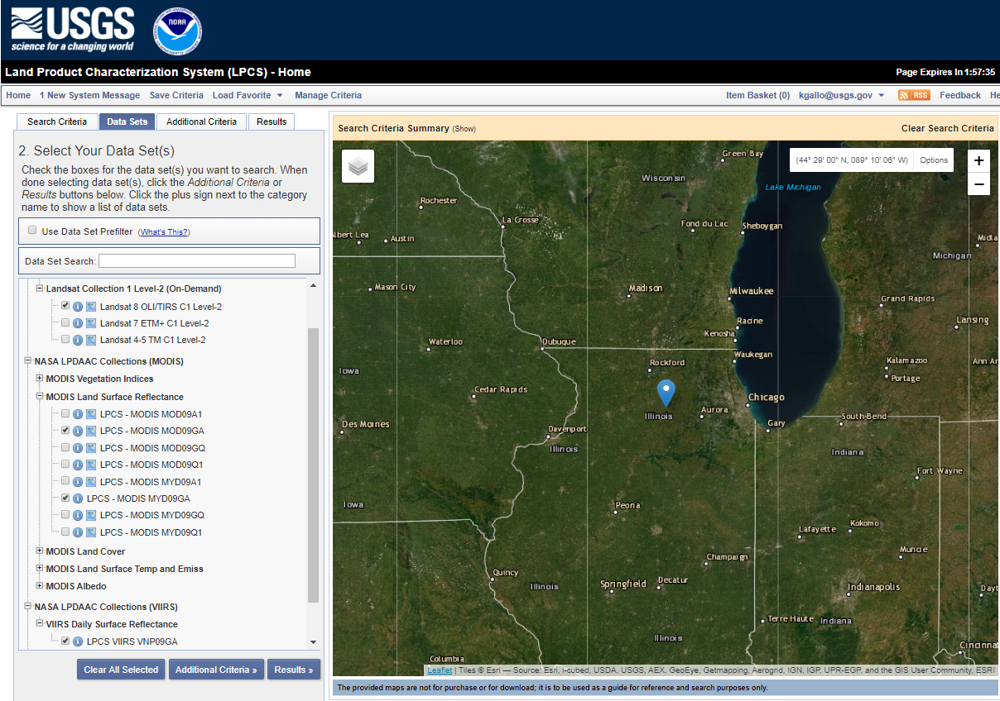 USGS
science for a changing world
NOAA
Land Product Characterization System (LPCS) - Home
Page Expires In 1:57:35
Home 1 New System Message Save Criteria Load Favorite Manage Criteria
Item Basket (0) kgallo@usgs.gov RSS Feedback He
Search Criteria Data Sets Additional Criteria Results
2. Select Your Data Set(s)
Check the boxes for the data set(s) you want to search. When
done selecting data set(s), click the Additional Criteria or
Results buttons below. Click the plus sign next to the category
name to show a list of data sets.
Use Data Set Prefilter (What's This?)
Data Set Search:
Landsat Collection 1 Level-2 (On-Demand)
Landsat 8 OLI/TIRS C1 Level-2
Landsat 7 ETM+ C1 Level-2
Landsat 4-5 TM C1 Level-2
NASA LPDAAC Collections (MODIS)
MODIS Vegetation Indices
MODIS Land Surface Reflectance
LPCS - MODIS MOD09A1
LPCS - MODIS MOD09GA
LPCS - MODIS MOD09GQ
LPCS - MODIS MOD09Q1
LPCS - MODIS MYD09A1
LPCS - MODIS MYD09GA
LPCS - MODIS MYD09GQ
LPCS - MODIS MYD09Q1
MODIS Land Cover
MODIS Land Surface Temp and Emiss
MODIS Albedo
NASA LPDAAC Collections (VIIRS)
VIIRS Daily Surface Reflectance
LPCS VIIRS VNP09GA
Clear All Selected Additional Criteria » Results »
Search Criteria Summary (Show)
Clear Search Criteria
(44° 29' 00" N, 089° 10' 06" W) Options
+
−
Green Bay
Wisconsin
Lake Michigan
Rochester
La Crosse
Fond du Lac
Sheboygan
lbert Lea
Austin
Midla
Michigan
Mason City
Madison
Milwaukee
Grand Rapids
Racine
Lansing
Kenosha
Waterloo
Dubuque
Waukegan
Rockford
Kalamazoo
Ann Ar
Iowa
Portage
Cedar Rapids
Chicago
Aurora
Illinois
South Bend
Des Moines
Gary
Davenport
Illinois
Indiana
Fort Wayne
Iowa
Peoria
Kokomo
Lafayette
Muncie
Champaign
Quincy
Springfield
Decatur
Illinois
Indianapolis
Dayt
Terre Haute
Indiana
Illinois
Cincinna
Columbia
Leaflet | Tiles © Esri — Source: Esri, i-cubed, USDA, USGS, AEX, GeoEye, Getmapping, Aerogrid, IGN, IGP, UPR-EGP, and the GIS User Community, ESRI
The provided maps are not for purchase or for download; it is to be used as a guide for reference and search purposes only.